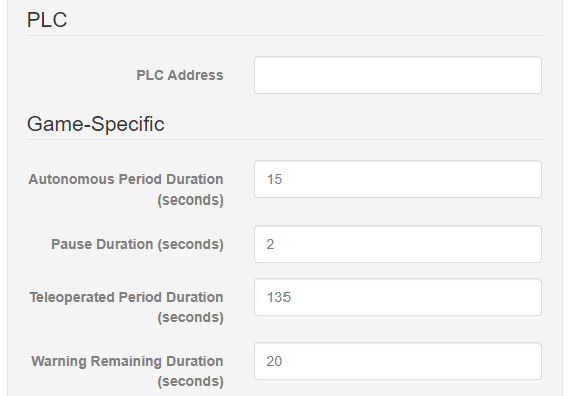 PLC
PLC Address
Game-Specific
Autonomous Period Duration
(seconds)
15
Pause Duration (seconds)
2
Teleoperated Period Duration
(seconds)
135
Warning Remaining Duration
(seconds)
20